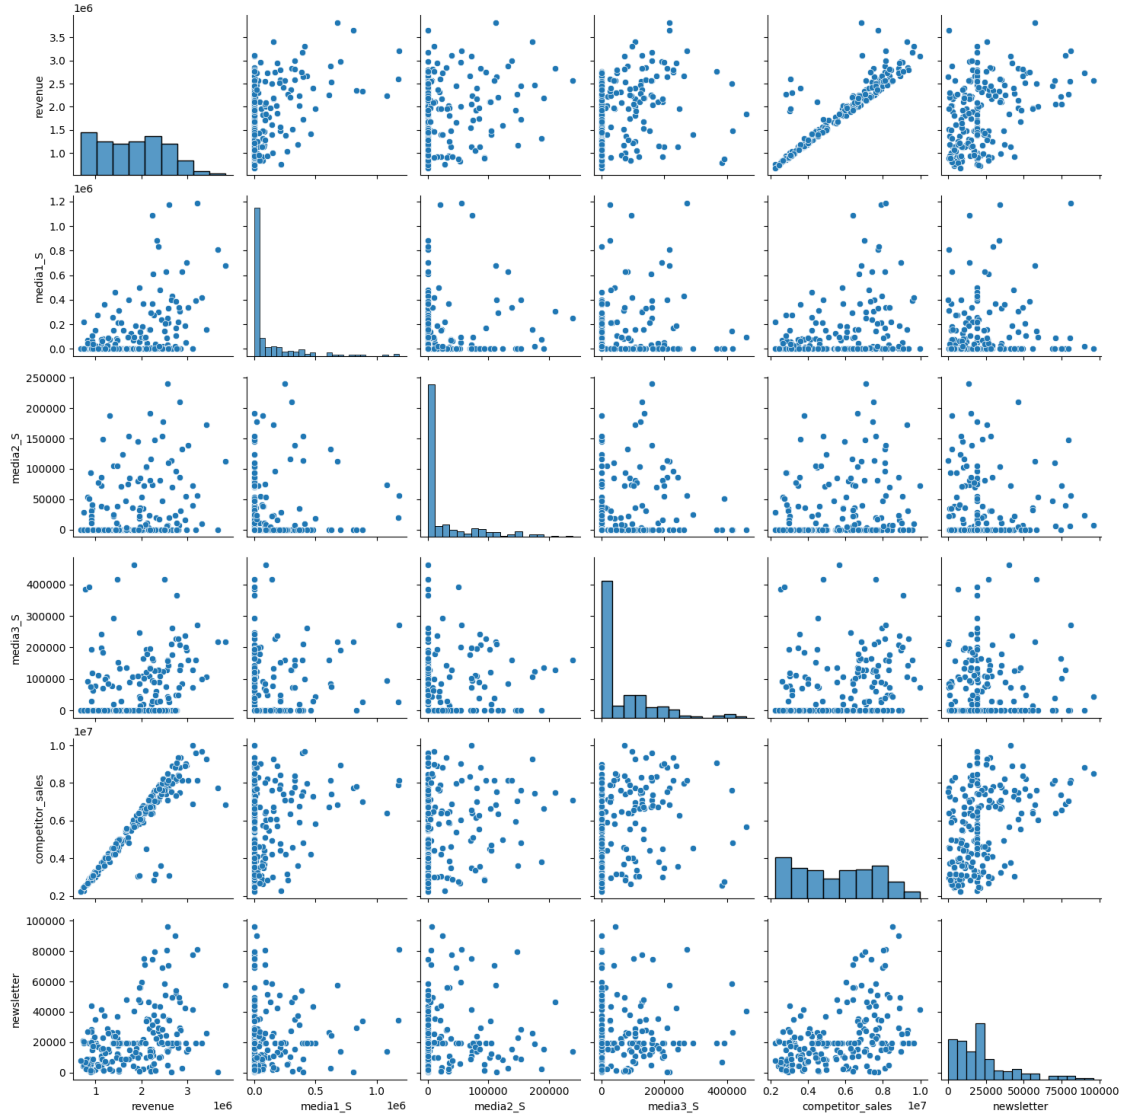 1e6
3.5
3.0
2.5
2.0
1.5
1.0
revenue
1e6
1.2
1.0
0.8
0.6
0.4
0.2
0.0
media1_S
250000
200000
150000
100000
50000
0
media2_S
400000
300000
200000
100000
0
media3_S
1e7
1.0
0.8
0.6
0.4
0.2
competitor_sales
100000
80000
60000
40000
20000
0
newsletter
1 2 3 1e6
revenue
0.0 0.5 1.0 1e6
media1_S
0 100000 200000
media2_S
0 200000 400000
media3_S
0.2 0.4 0.6 0.8 1.0 1e7
competitor_sales
0 25000 50000 75000 100000
newsletter